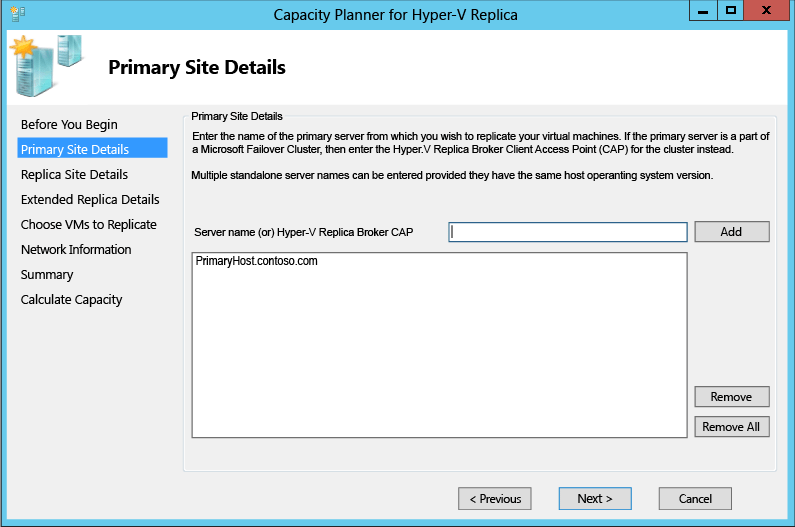 Capacity Planner for Hyper-V Replica
Primary Site Details
Before You Begin
Primary Site Details
Replica Site Details
Extended Replica Details
Choose VMs to Replicate
Network Information
Summary
Calculate Capacity
Primary Site Details
Enter the name of the primary server from which you wish to replicate your virtual machines. If the primary server is a part of
a Microsoft Failover Cluster, then enter the Hyper.V Replica Broker Client Access Point (CAP) for the cluster instead.
Multiple standalone server names can be entered provided they have the same host operanting system version.
Server name (or) Hyper-V Replica Broker CAP
Add
PrimaryHost.contoso.com
Remove
Remove All
< Previous
Next >
Cancel